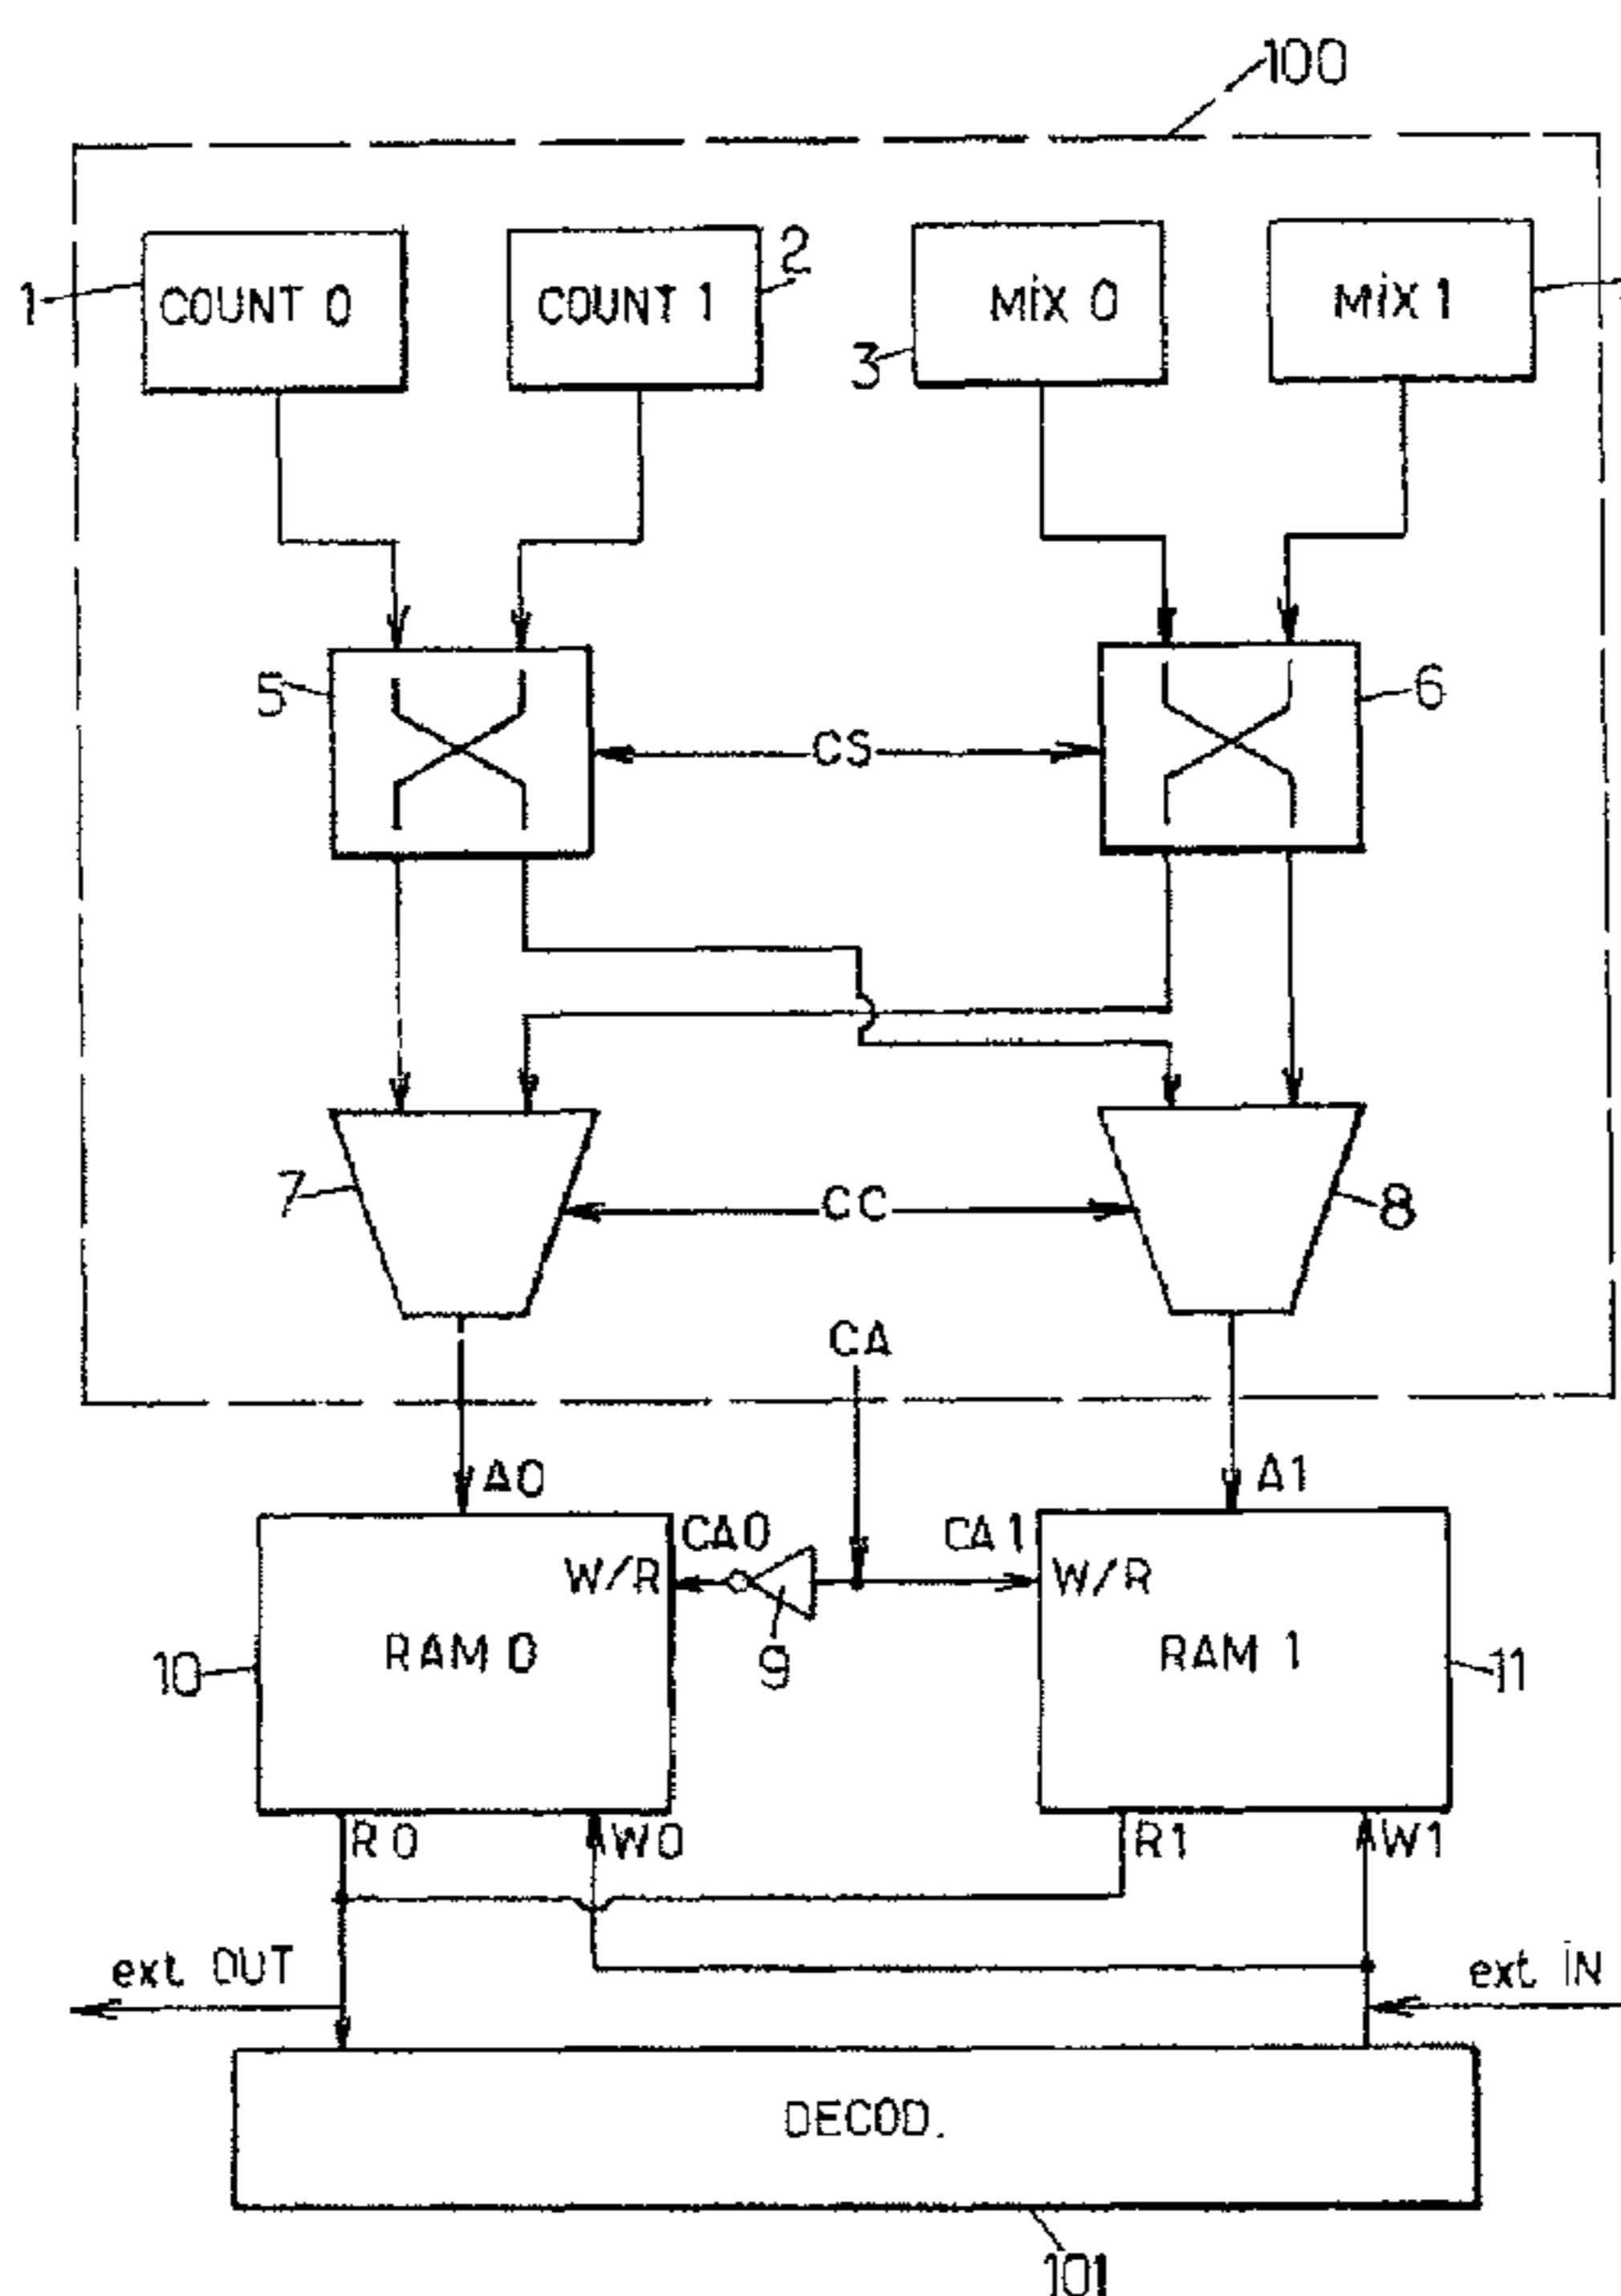 100
1
COUNT 0
COUNT 1
2
3
MiX 0
MiX 1
5
CS
6
7
CC
8
CA
A0
A1
CA0
CA1
W/R
W/R
10
RAM 0
9
RAM 1
11
R0
W0
R1
W1
ext OUT
ext iN
DECOD.
101